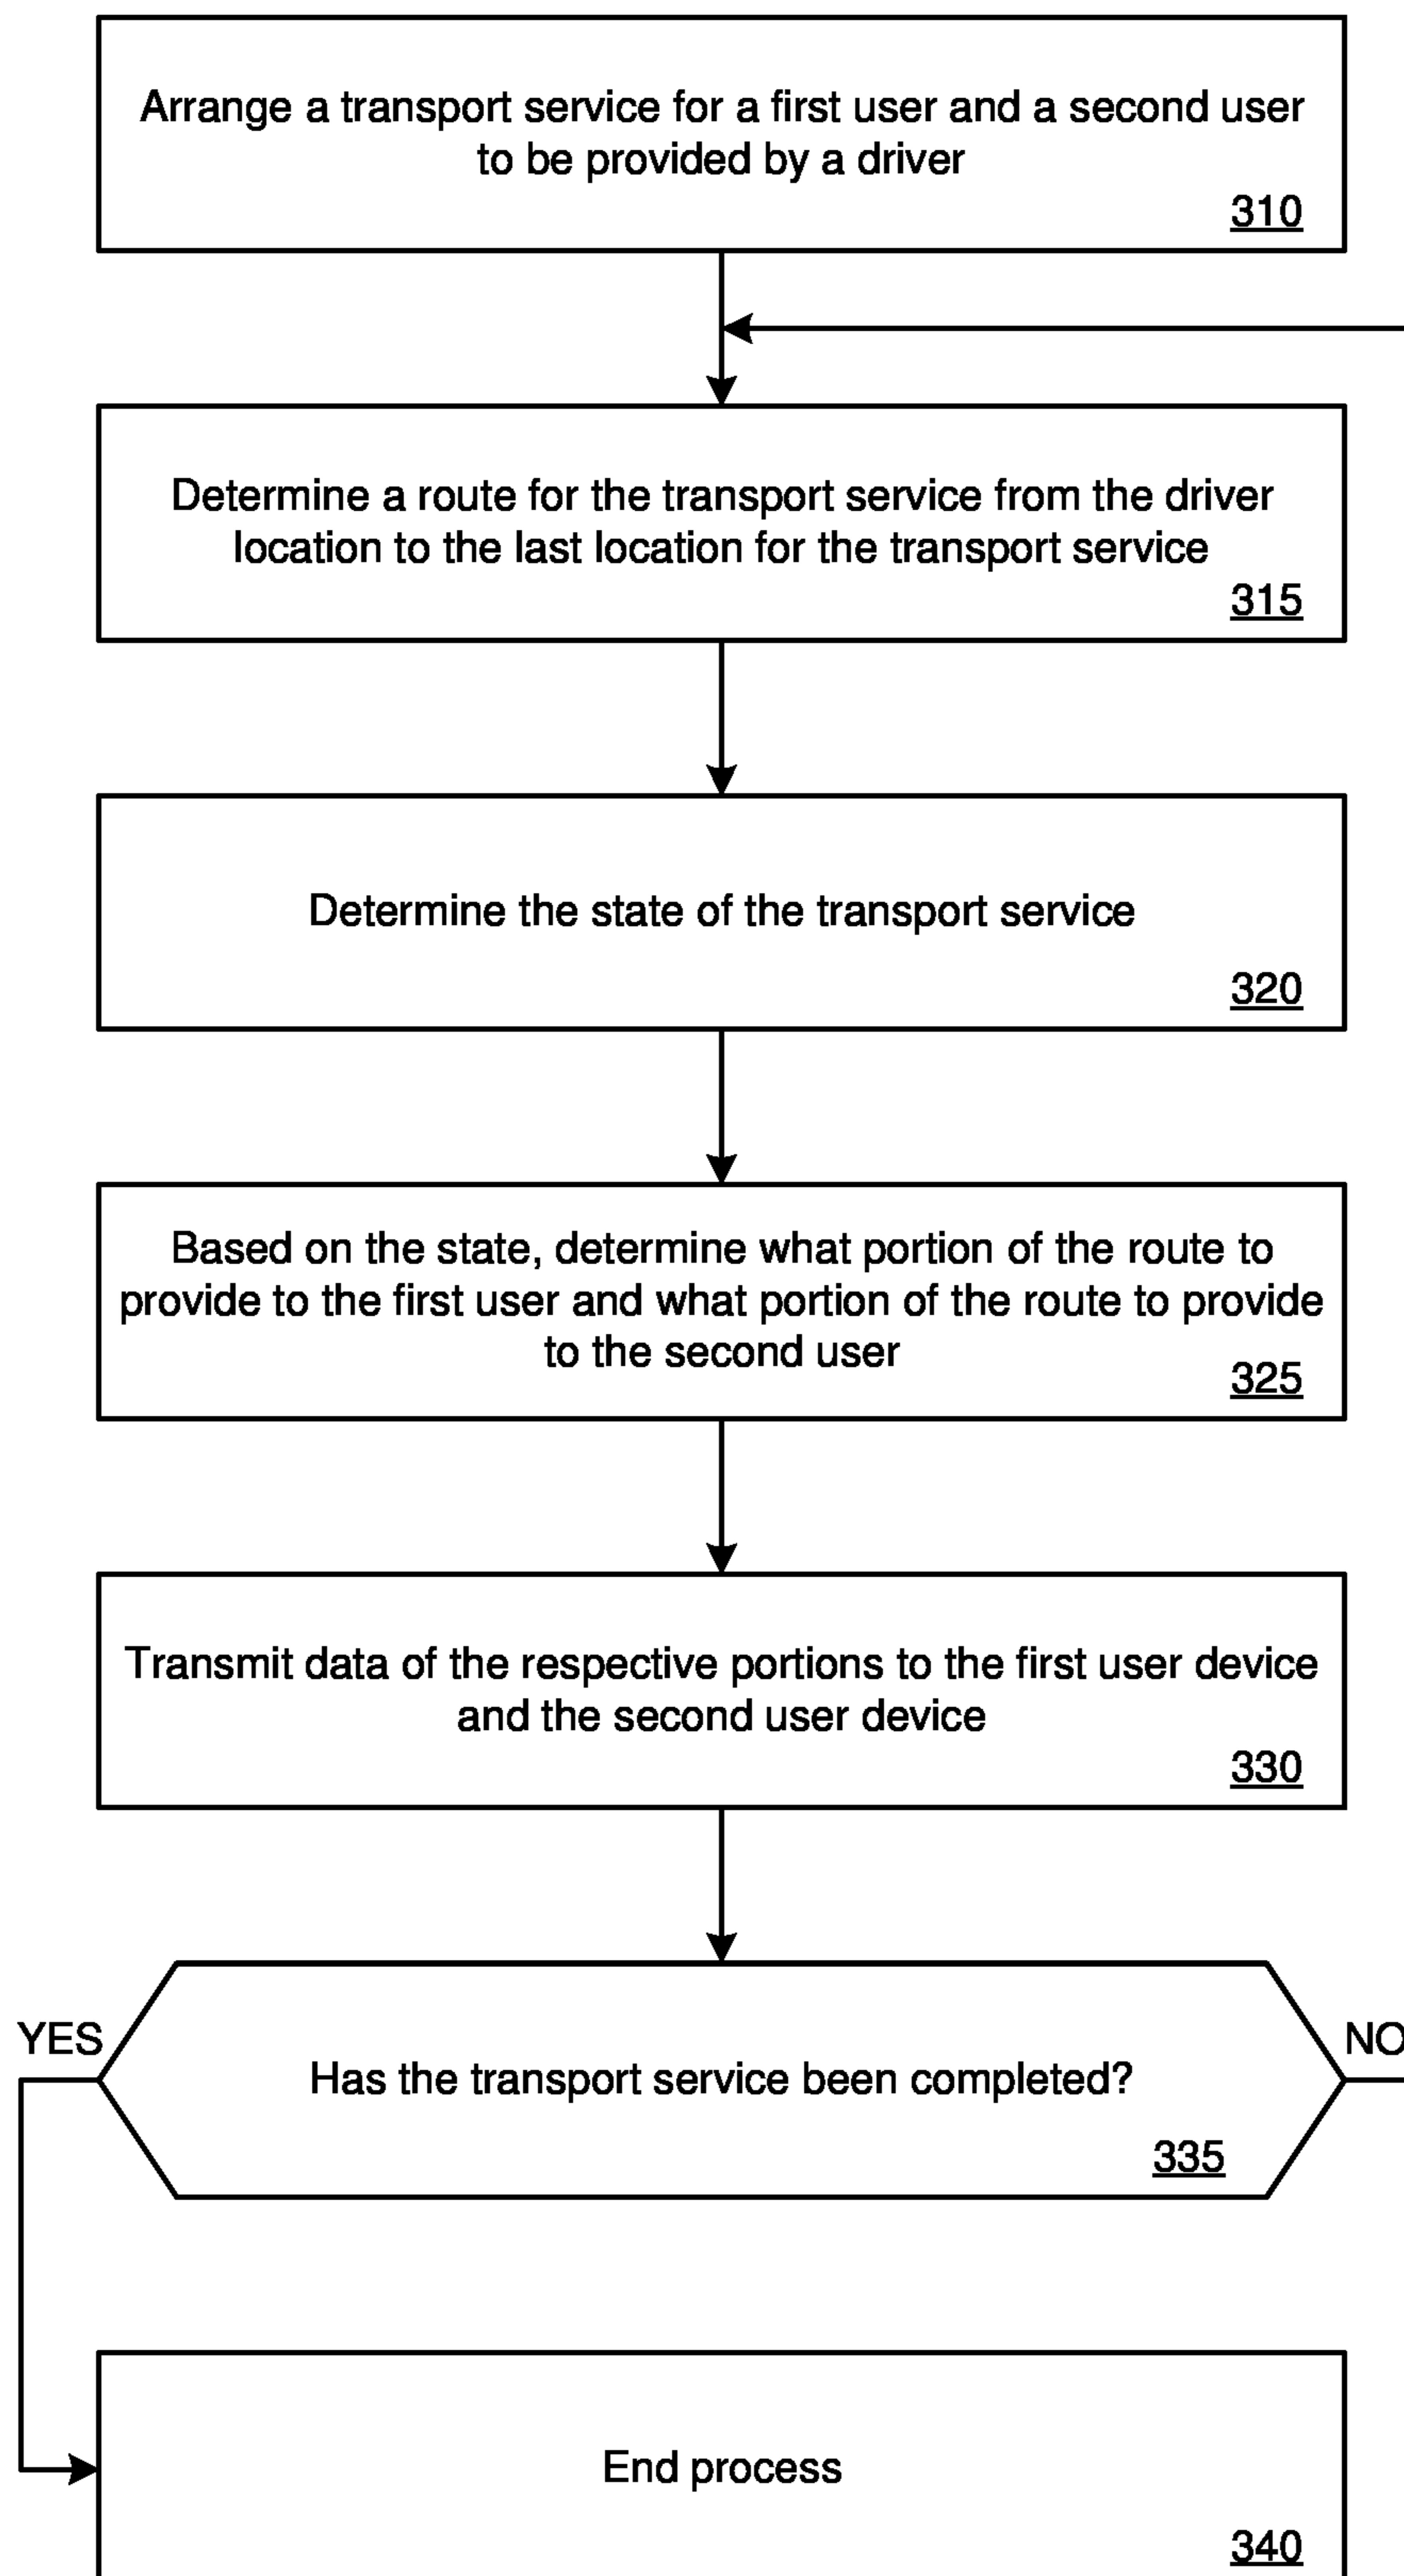 Arrange a transport service for a first user and a second user
to be provided by a driver
310
Determine a route for the transport service from the driver
location to the last location for the transport service
315
Determine the state of the transport service
320
Based on the state, determine what portion of the route to
provide to the first user and what portion of the route to provide
to the second user
325
Transmit data of the respective portions to the first user device
and the second user device
330
YES
NO
Has the transport service been completed?
335
End process
340